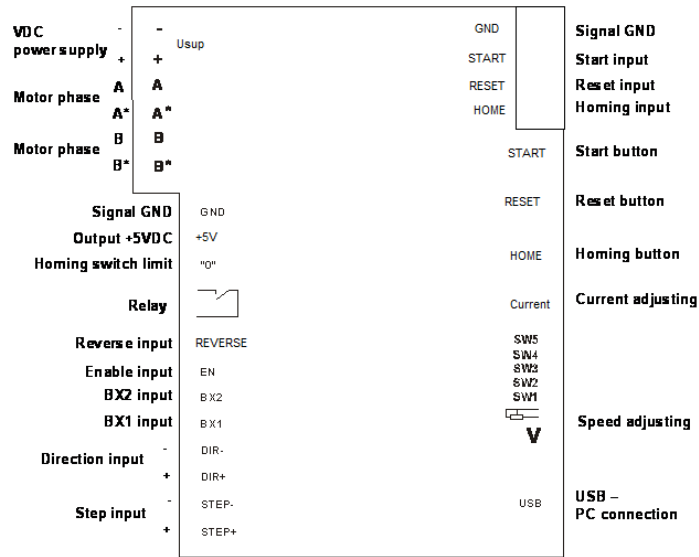 VDC
power supply
-
+
Motor phase
A
A*
Motor phase
B
B*
-
+
Usup
A
A*
B
B*
Signal GND
GND
Output +5VDC
+5V
Homing switch limit
"0"
Relay
Reverse input
REVERSE
Enable input
EN
BX2 input
BX2
BX1 input
BX1
Direction input
-
DIR-
+
DIR+
Step input
-
STEP-
+
STEP+
GND
Signal GND
START
Start input
RESET
Reset input
HOME
Homing input
START
Start button
RESET
Reset button
HOME
Homing button
Current
Current adjusting
SW5
SW4
SW3
SW2
SW1
V
Speed adjusting
USB
USB –
PC connection